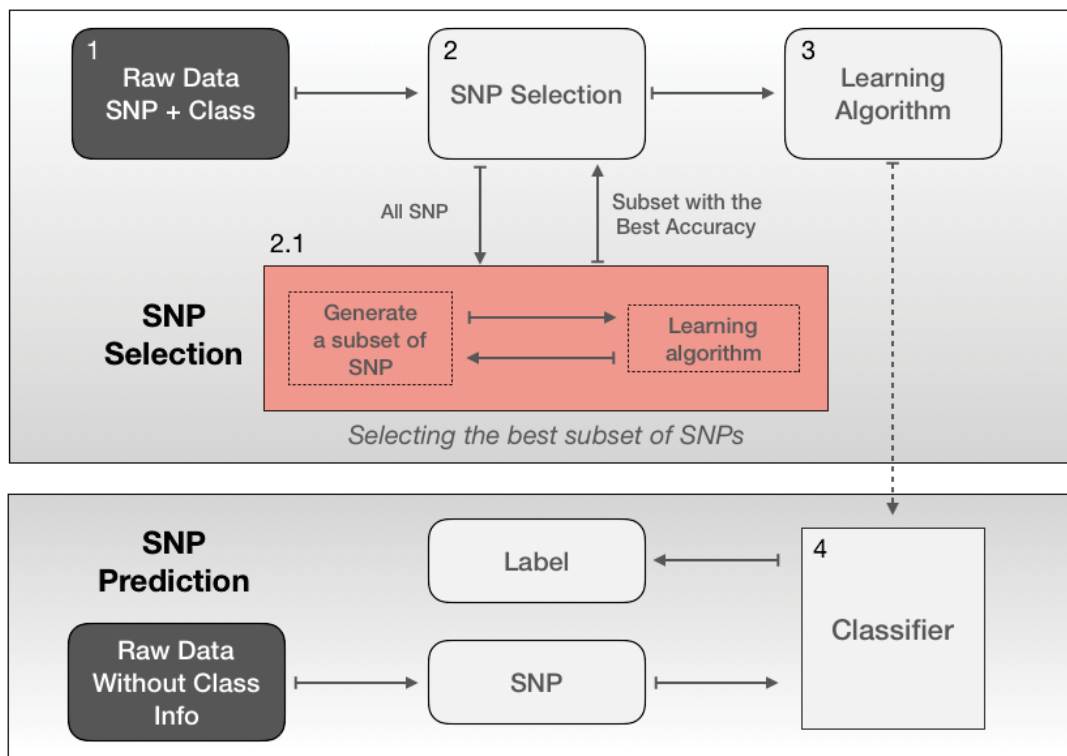 1
Raw Data
SNP + Class
2
SNP Selection
3
Learning
Algorithm
All SNP
Subset with the
Best Accuracy
2.1
SNP
Selection
Generate
a subset of
SNP
Learning
algorithm
Selecting the best subset of SNPs
SNP
Prediction
Label
4
Classifier
Raw Data
Without Class
Info
SNP